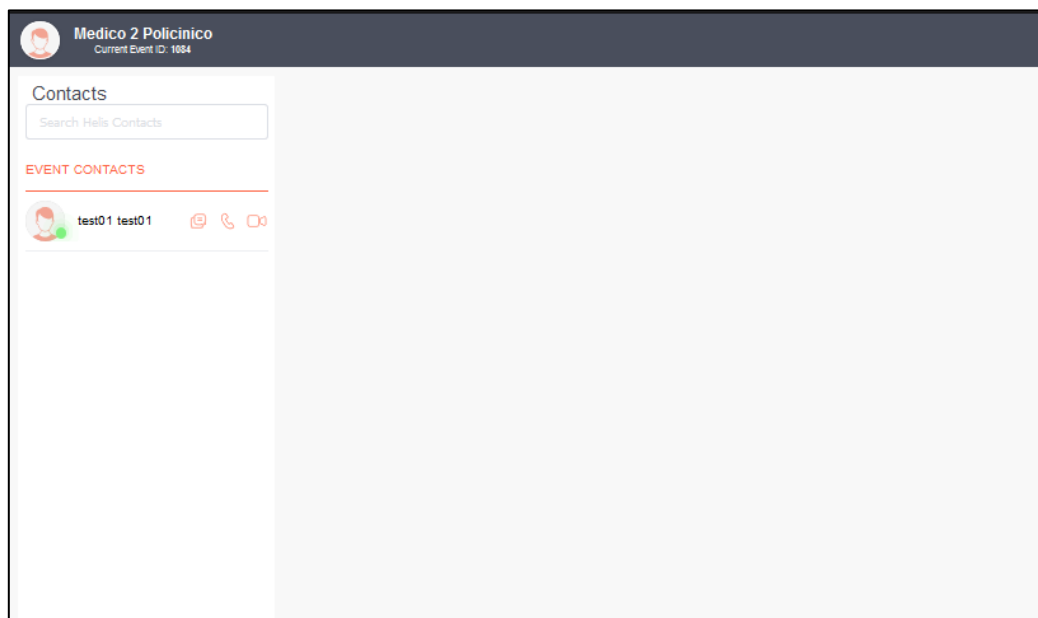 Medico 2 Policinico
Current Event ID: 1084
Contacts
Search Helis Contacts
EVENT CONTACTS
test01 test01